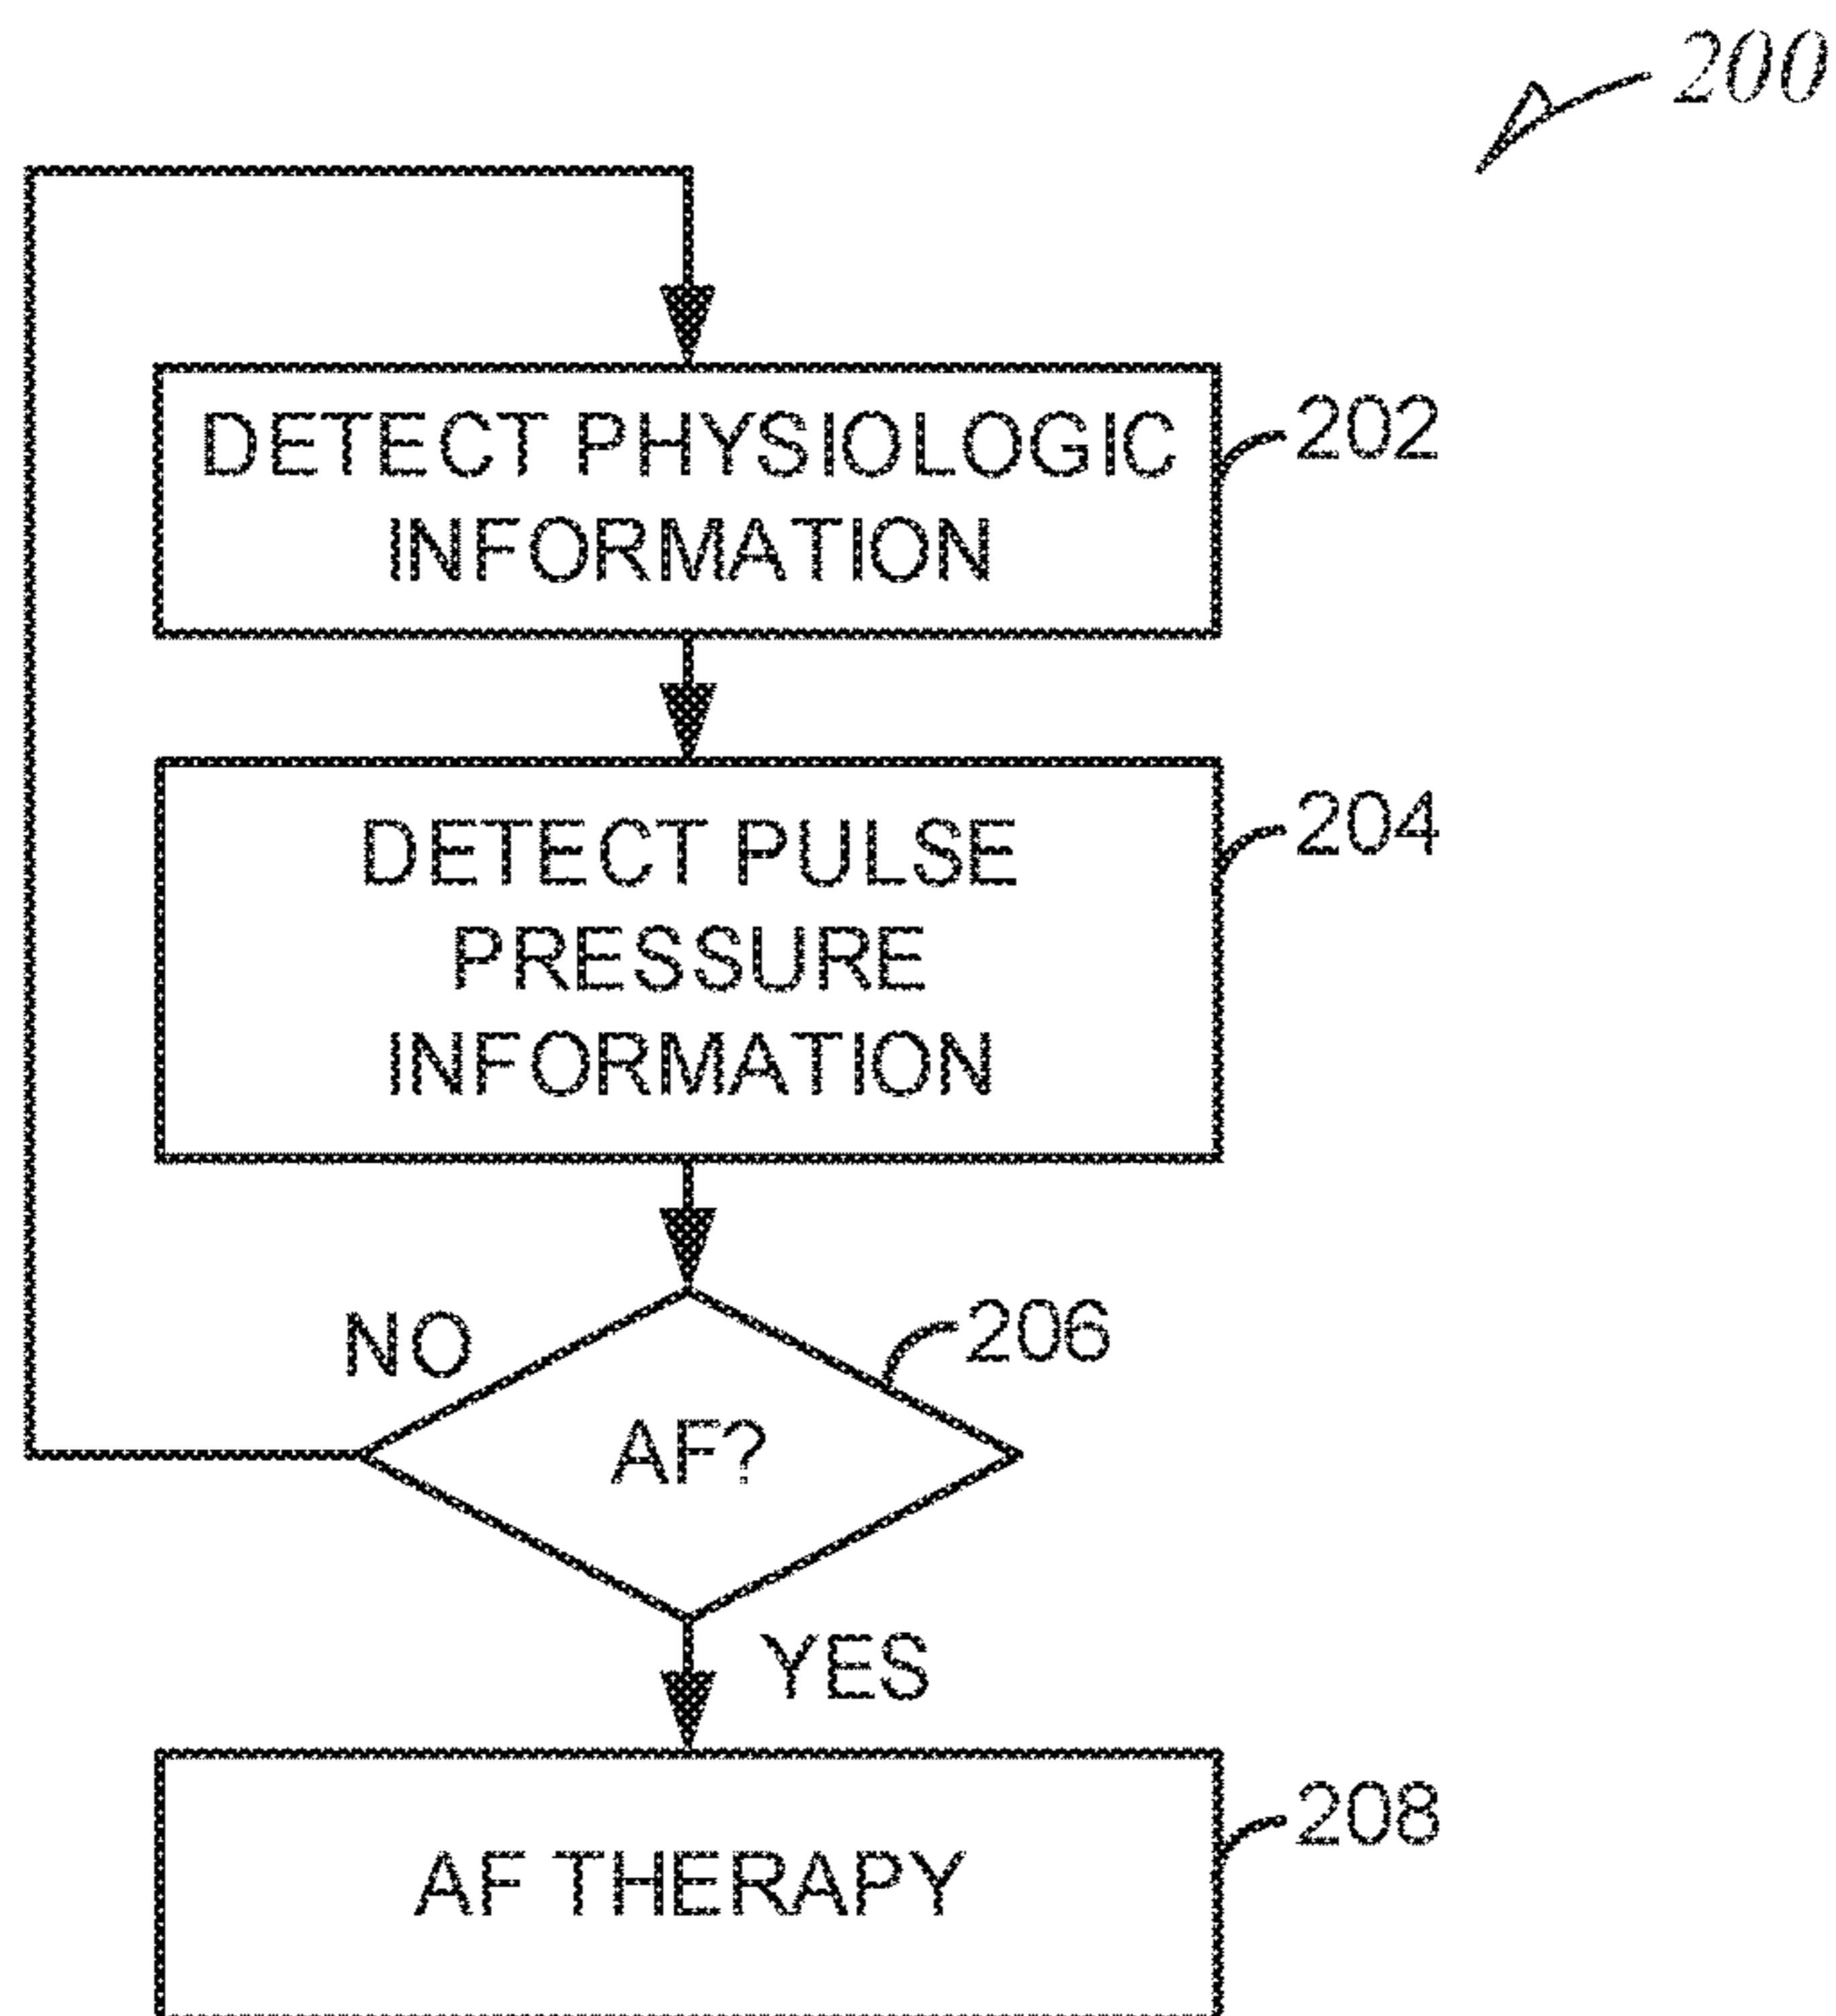 200
DETECT PHYSIOLOGIC
INFORMATION
202
DETECT PULSE
PRESSURE
INFORMATION
204
NO
206
AF?
YES
AF THERAPY
208